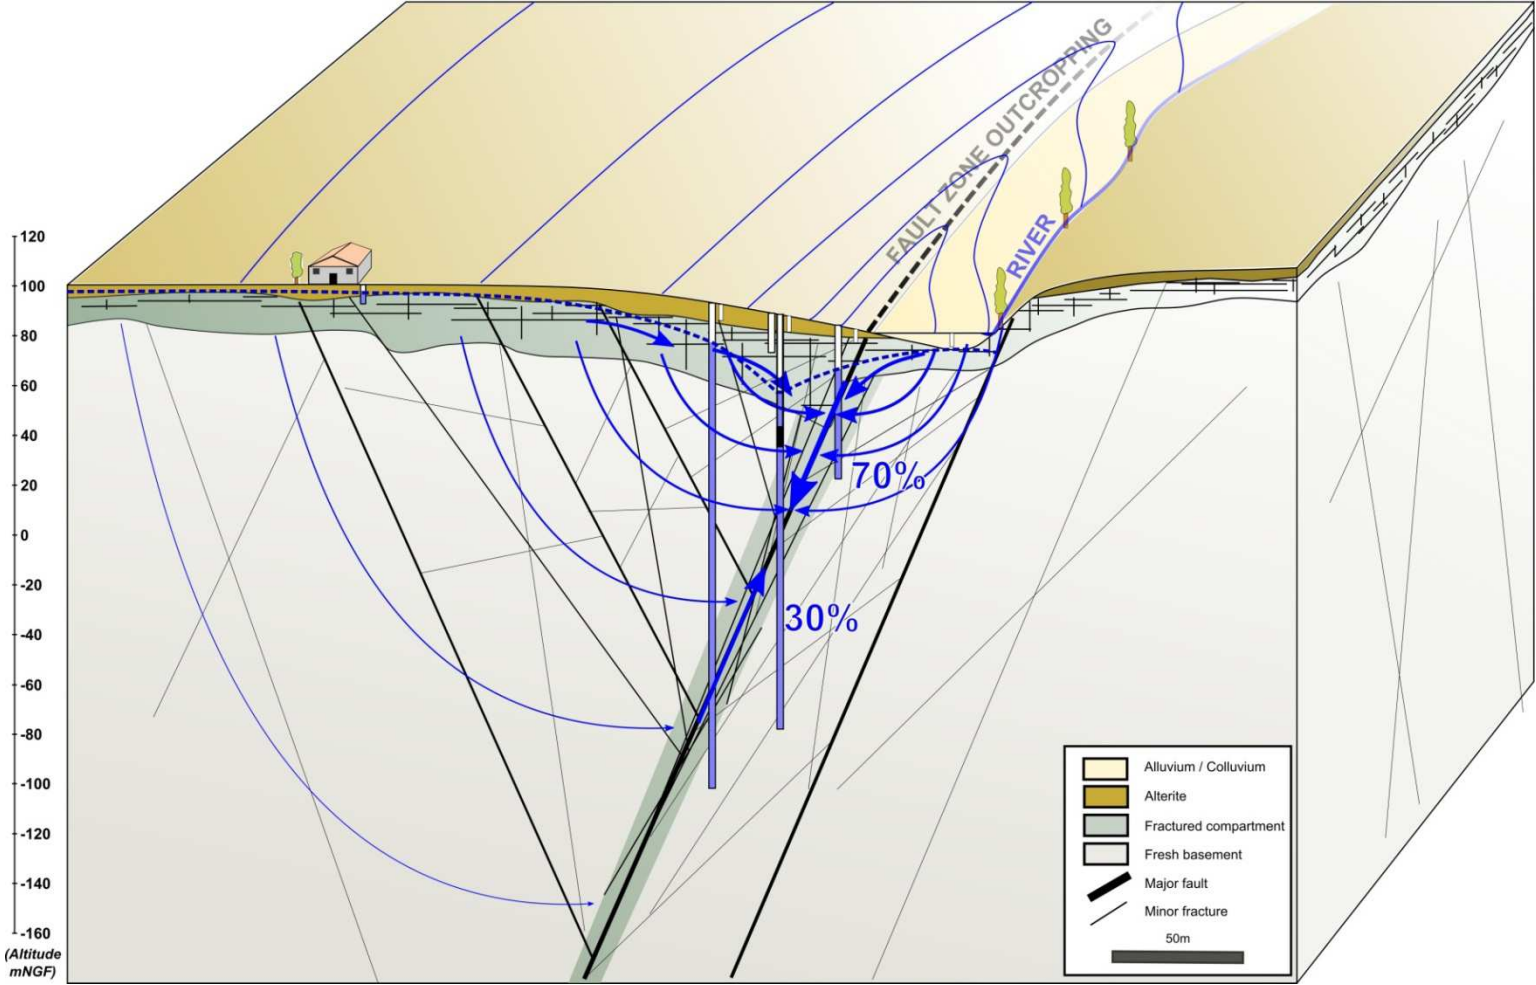 FAULT ZONE OUTCROPPING
RIVER
120
100
80
60
40
20
0
-20
-40
-60
-80
-100
-120
-140
-160
(Altitude
mNGF)
70%
30%
Alluvium / Colluvium
Alterite
Fractured compartment
Fresh basement
Major fault
Minor fracture
50m